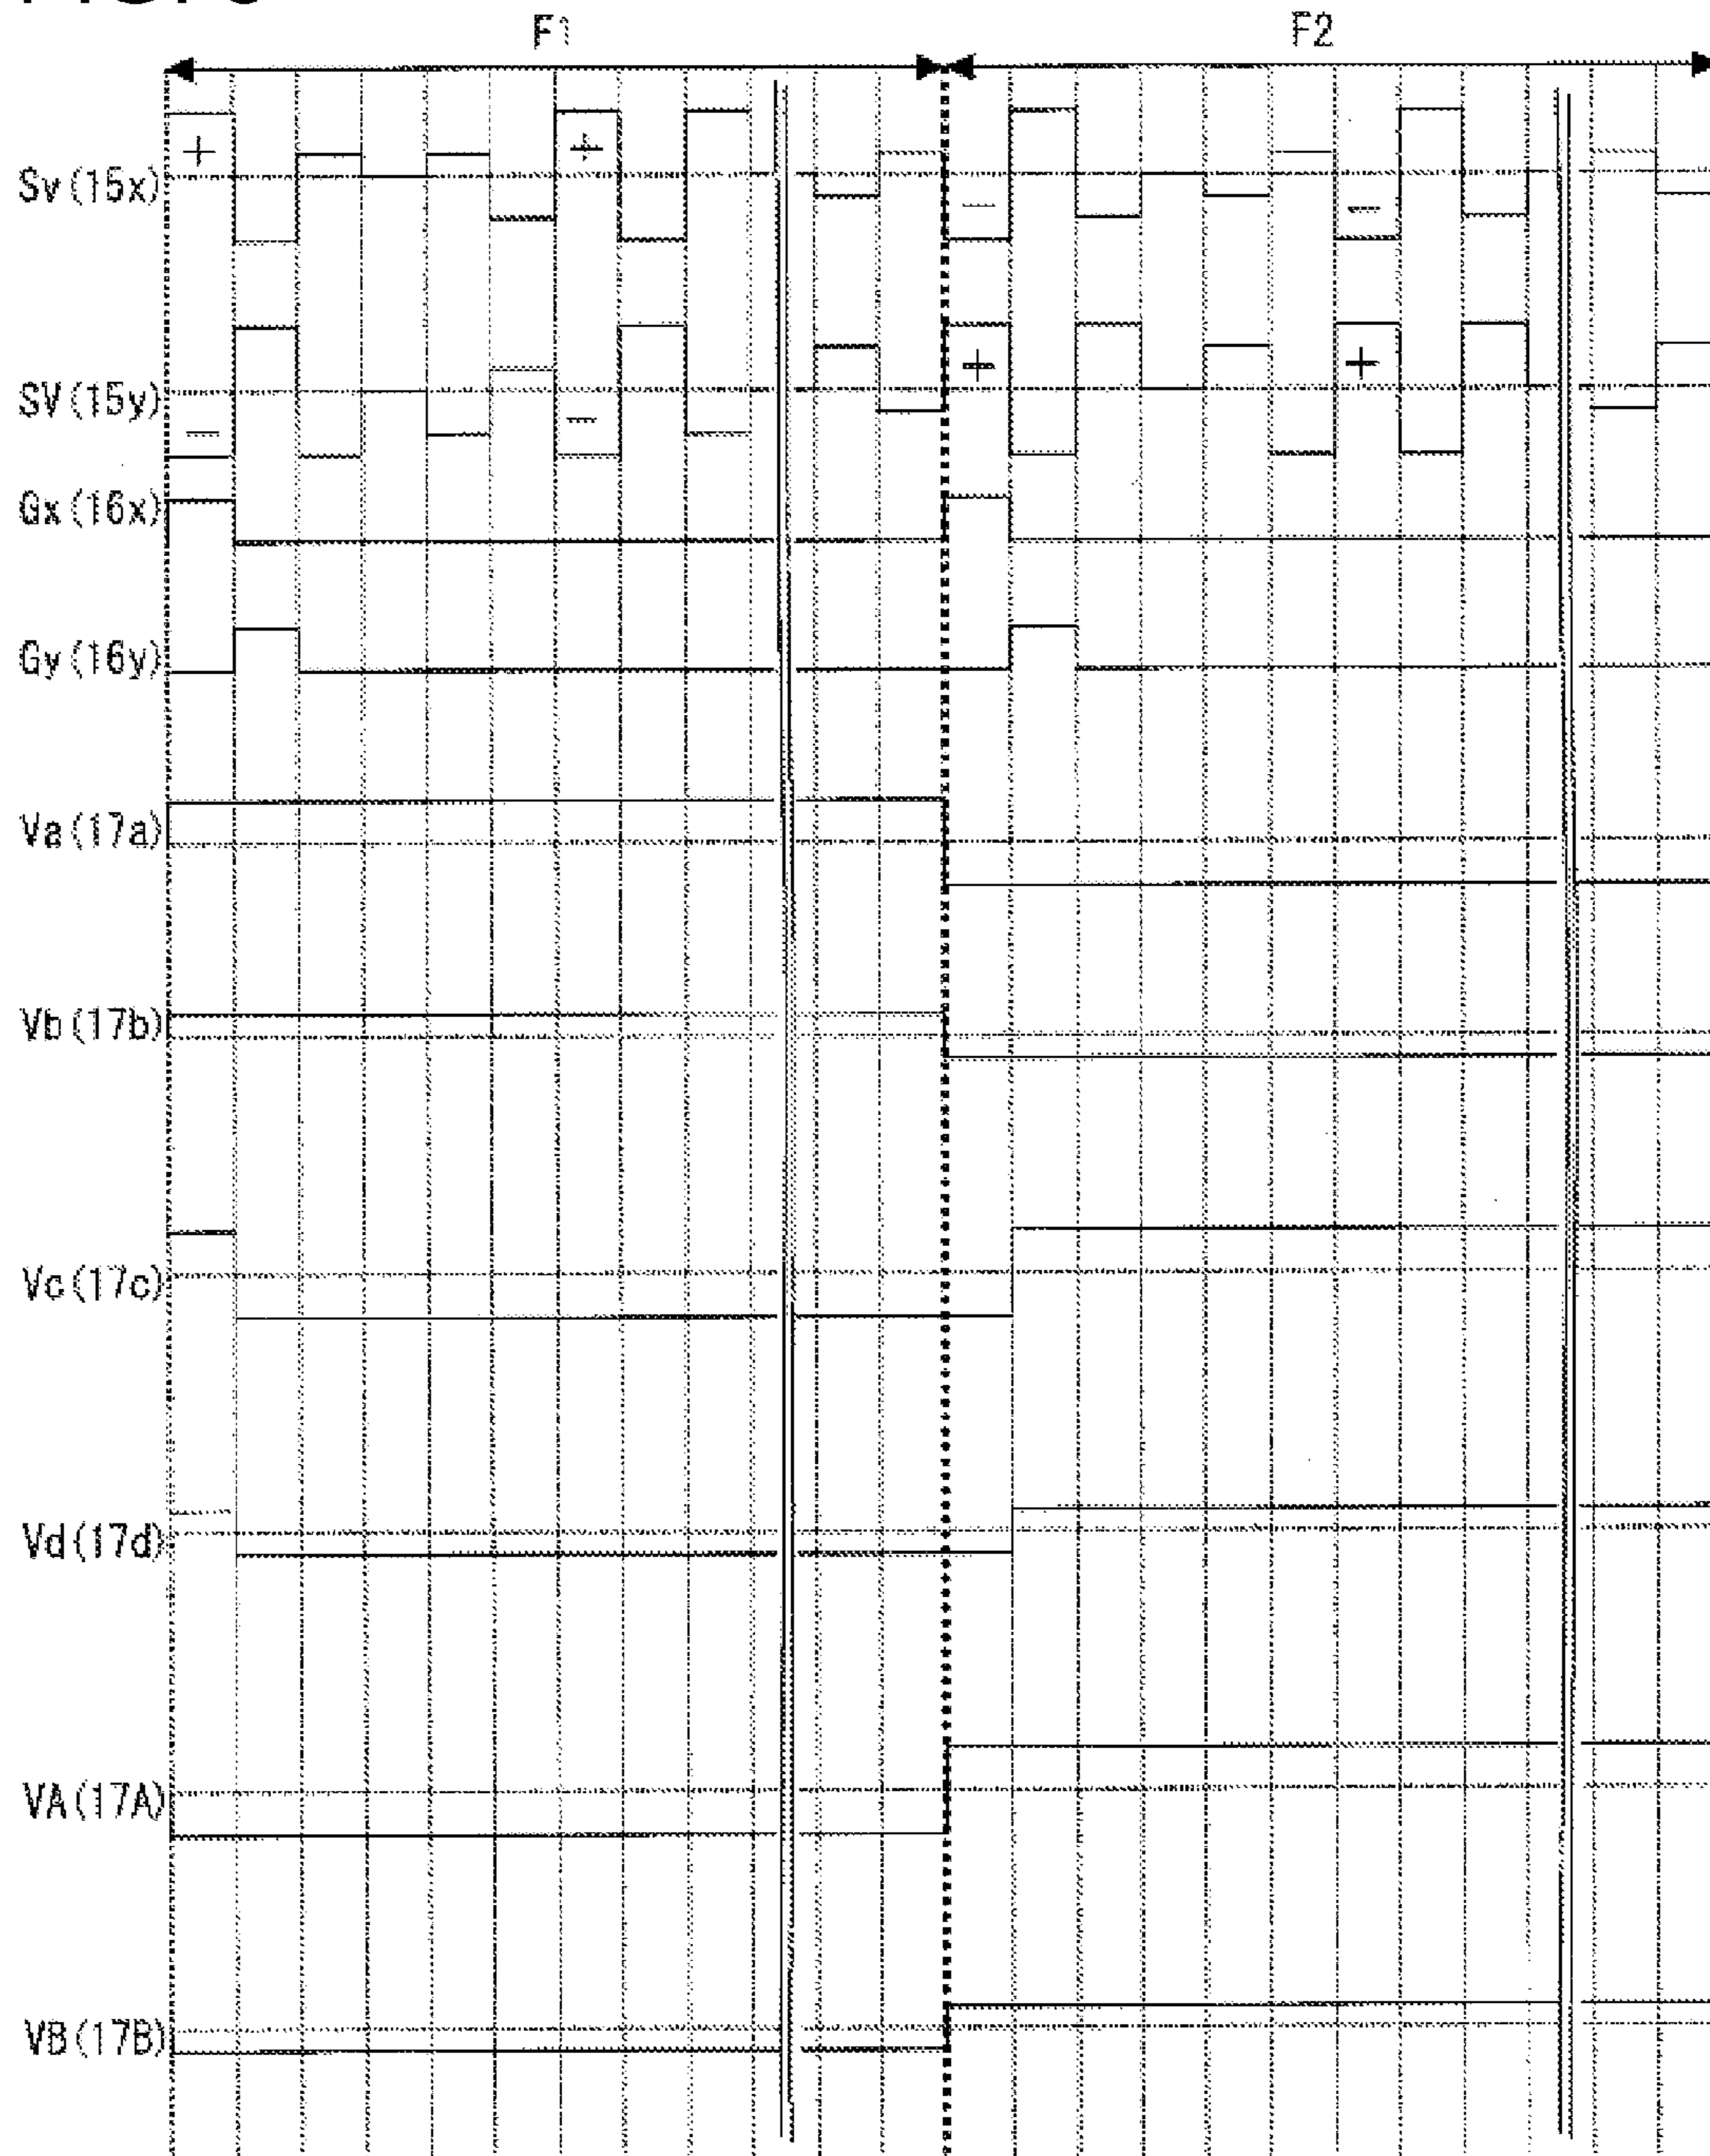 F1 F2
Sv(15x) + + − −
SV(15y) − − + +
Gx(16x)
Gy(16y)
Va(17a)
Vb(17b)
Vc(17c)
Vd(17d)
VA(17A)
VB(17B)